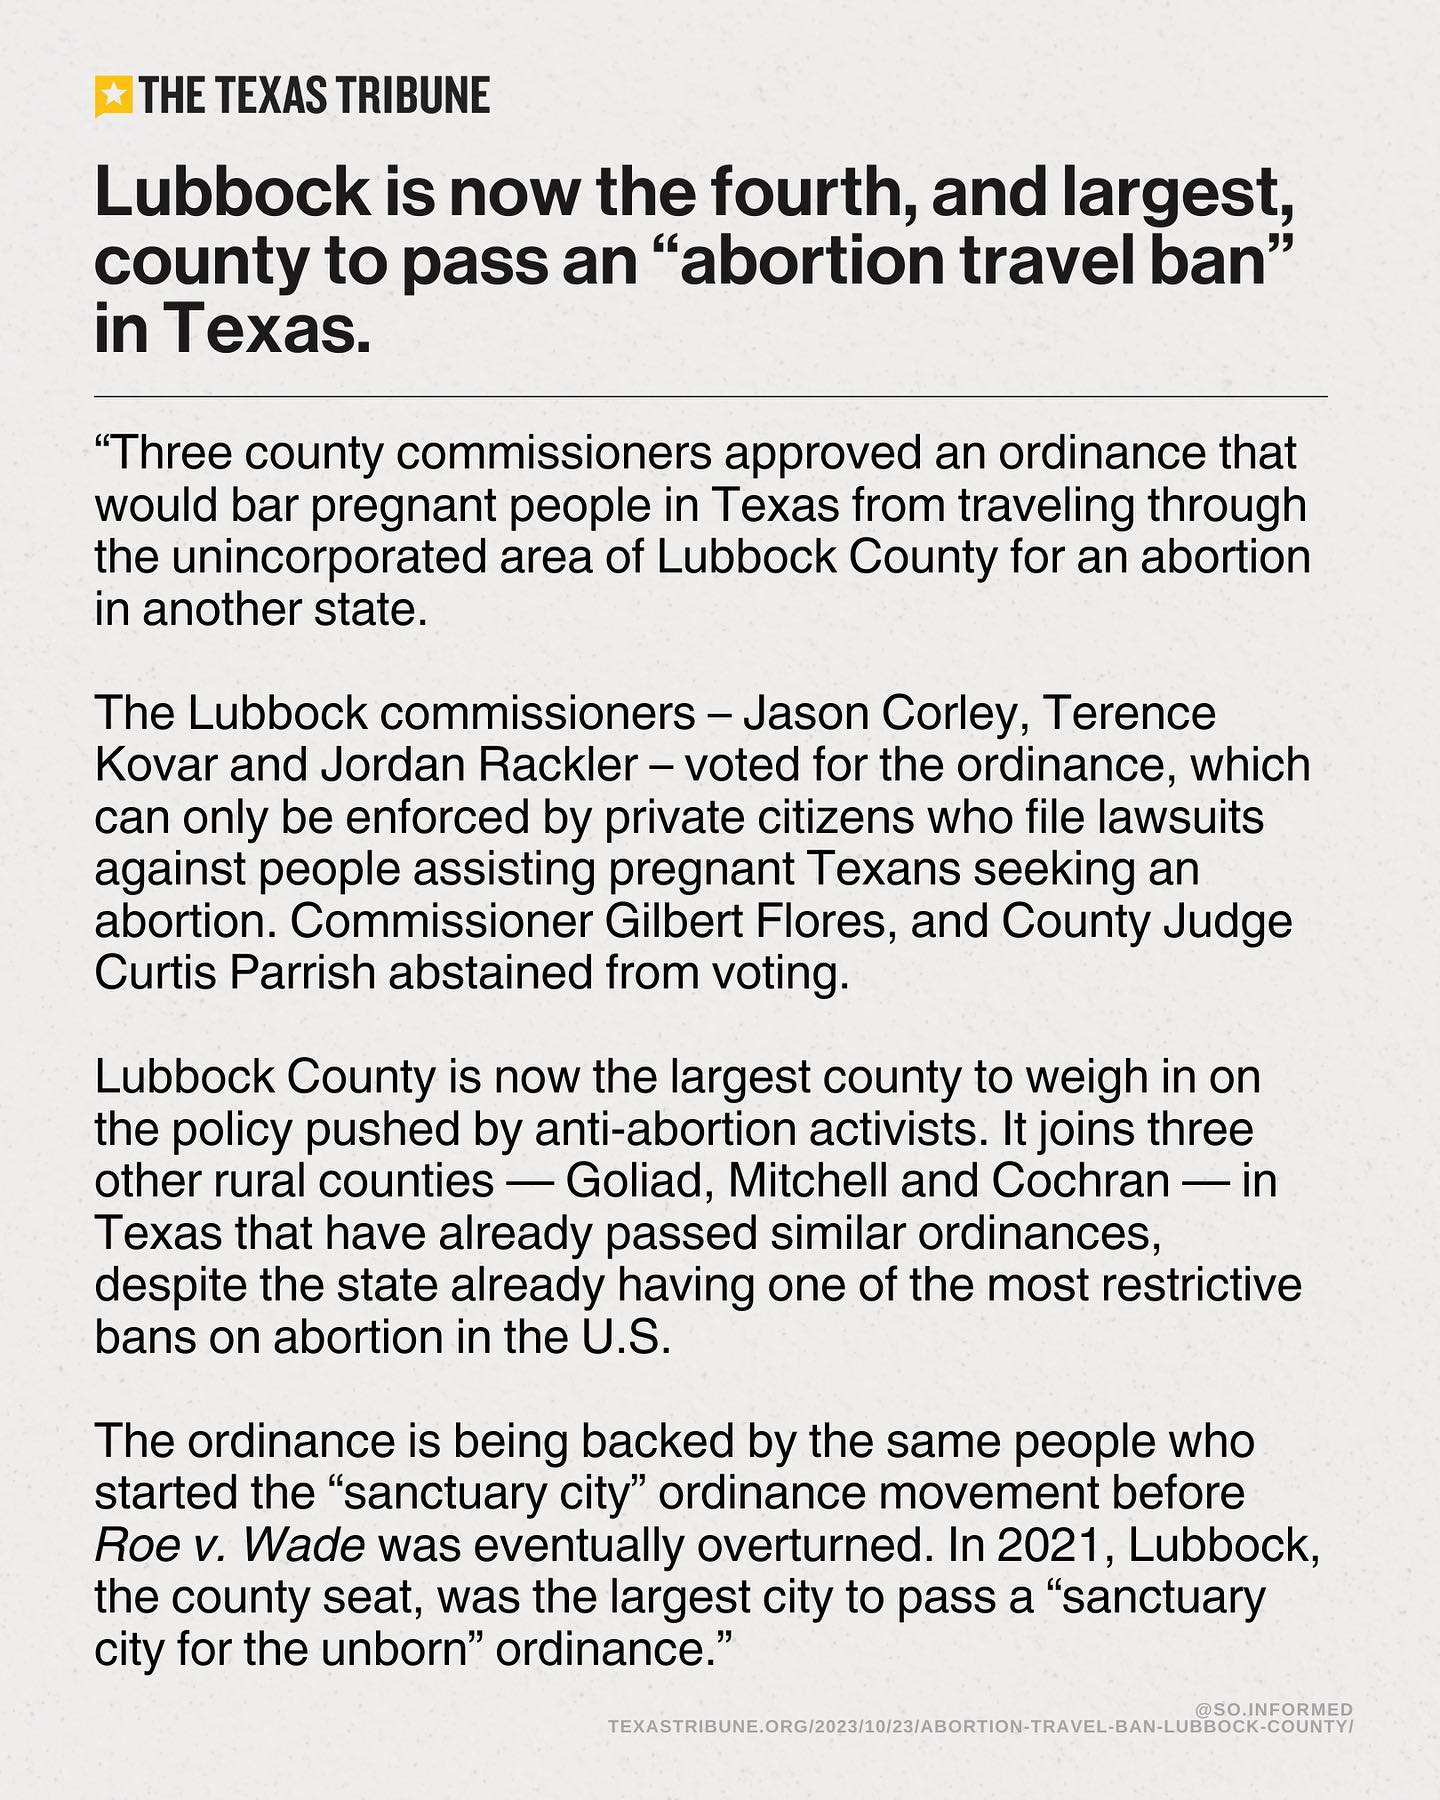 THE TEXAS TRIBUNE
Lubbock is now the fourth, and largest,
county to pass an “abortion travel ban”
in Texas.
“Three county commissioners approved an ordinance that
would bar pregnant people in Texas from traveling through
the unincorporated area of Lubbock County for an abortion
in another state.
The Lubbock commissioners – Jason Corley, Terence
Kovar and Jordan Rackler – voted for the ordinance, which
can only be enforced by private citizens who file lawsuits
against people assisting pregnant Texans seeking an
abortion. Commissioner Gilbert Flores, and County Judge
Curtis Parrish abstained from voting.
Lubbock County is now the largest county to weigh in on
the policy pushed by anti-abortion activists. It joins three
other rural counties — Goliad, Mitchell and Cochran — in
Texas that have already passed similar ordinances,
despite the state already having one of the most restrictive
bans on abortion in the U.S.
The ordinance is being backed by the same people who
started the “sanctuary city” ordinance movement before
Roe v. Wade was eventually overturned. In 2021, Lubbock,
the county seat, was the largest city to pass a “sanctuary
city for the unborn” ordinance.”
@SO.INFORMED
TEXASTRIBUNE.ORG/2023/10/23/ABORTION-TRAVEL-BAN-LUBBOCK-COUNTY/